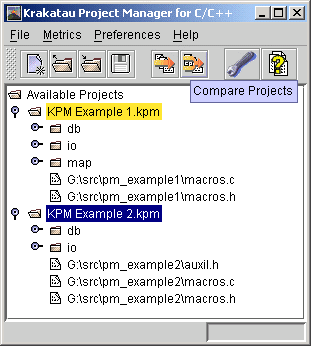 Krakatau Project Manager for C/C++
File Metrics Preferences Help
Compare Projects
Available Projects
KPM Example 1.kpm
db
io
map
G:\src\pm_example1\macros.c
G:\src\pm_example1\macros.h
KPM Example 2.kpm
db
io
G:\src\pm_example2\auxil.h
G:\src\pm_example2\macros.c
G:\src\pm_example2\macros.h